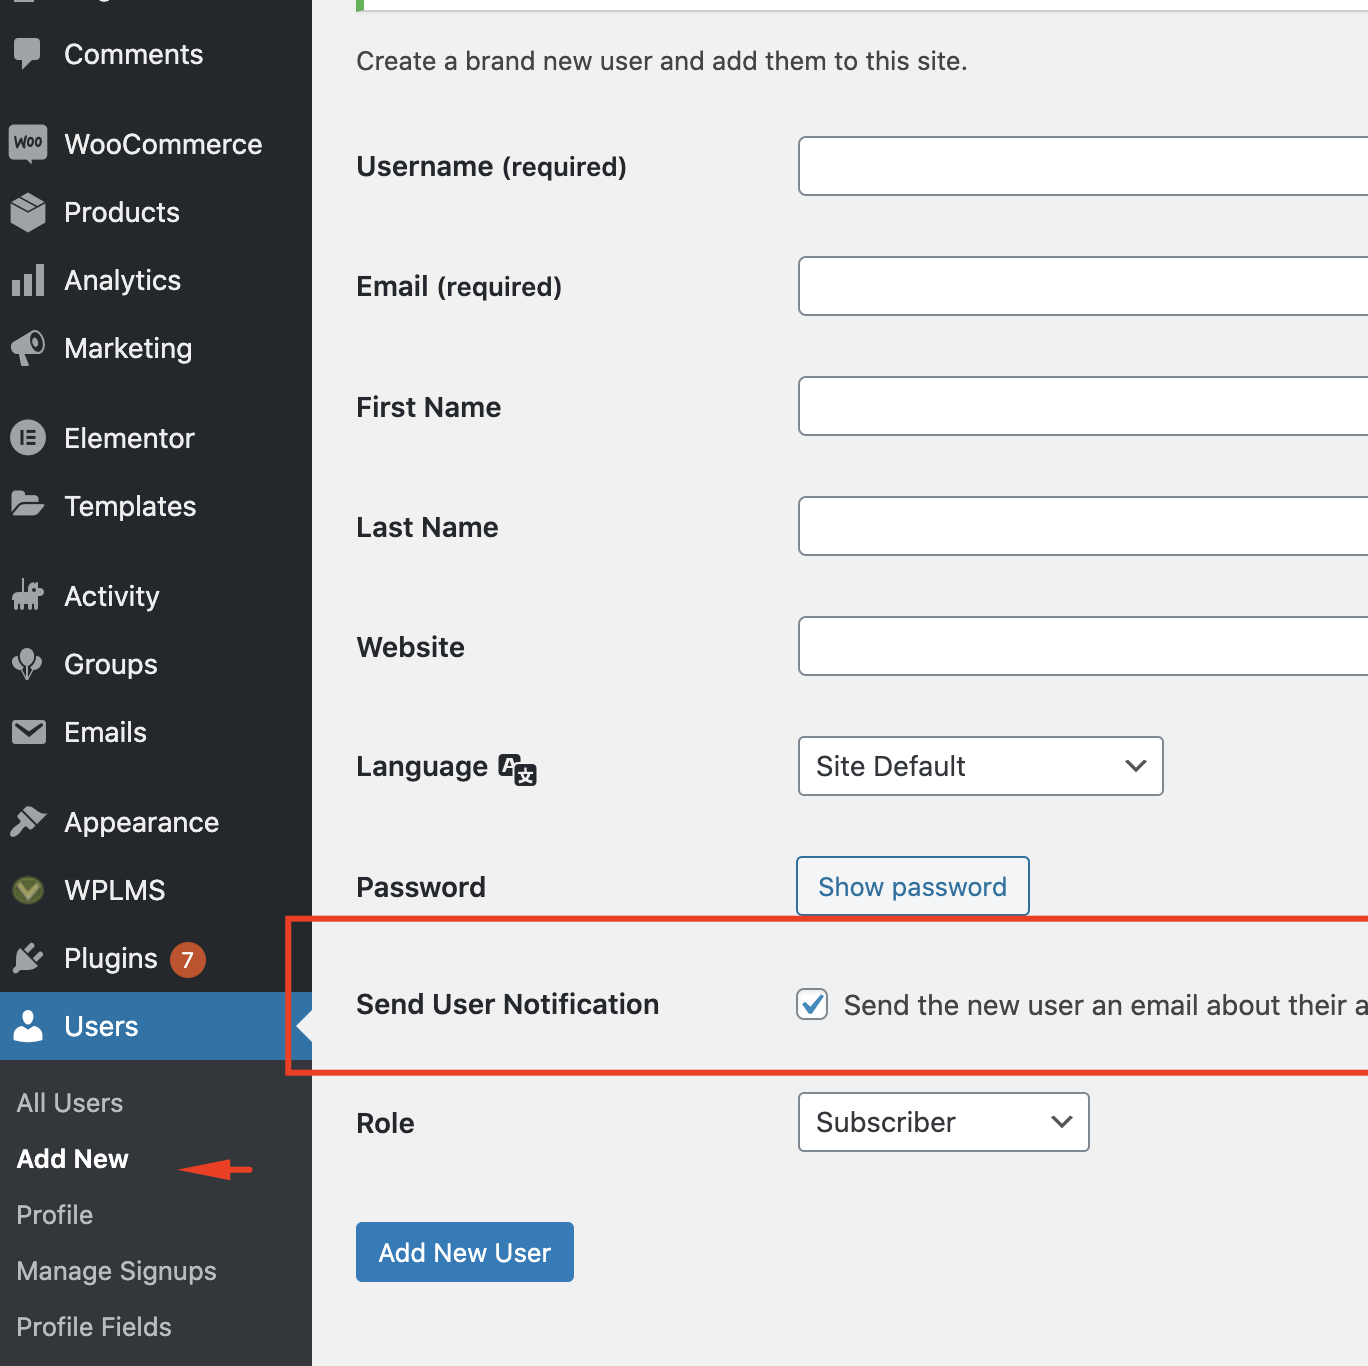 Comments
WOO WooCommerce
Products
Analytics
Marketing
Elementor
Templates
Activity
Groups
Emails
Appearance
WPLMS
Plugins 7
Users
All Users
Add New
Profile
Manage Signups
Profile Fields
Create a brand new user and add them to this site.
Username (required)
Email (required)
First Name
Last Name
Website
Language A文 Site Default
Password Show password
Send User Notification Send the new user an email about their a
Role Subscriber
Add New User